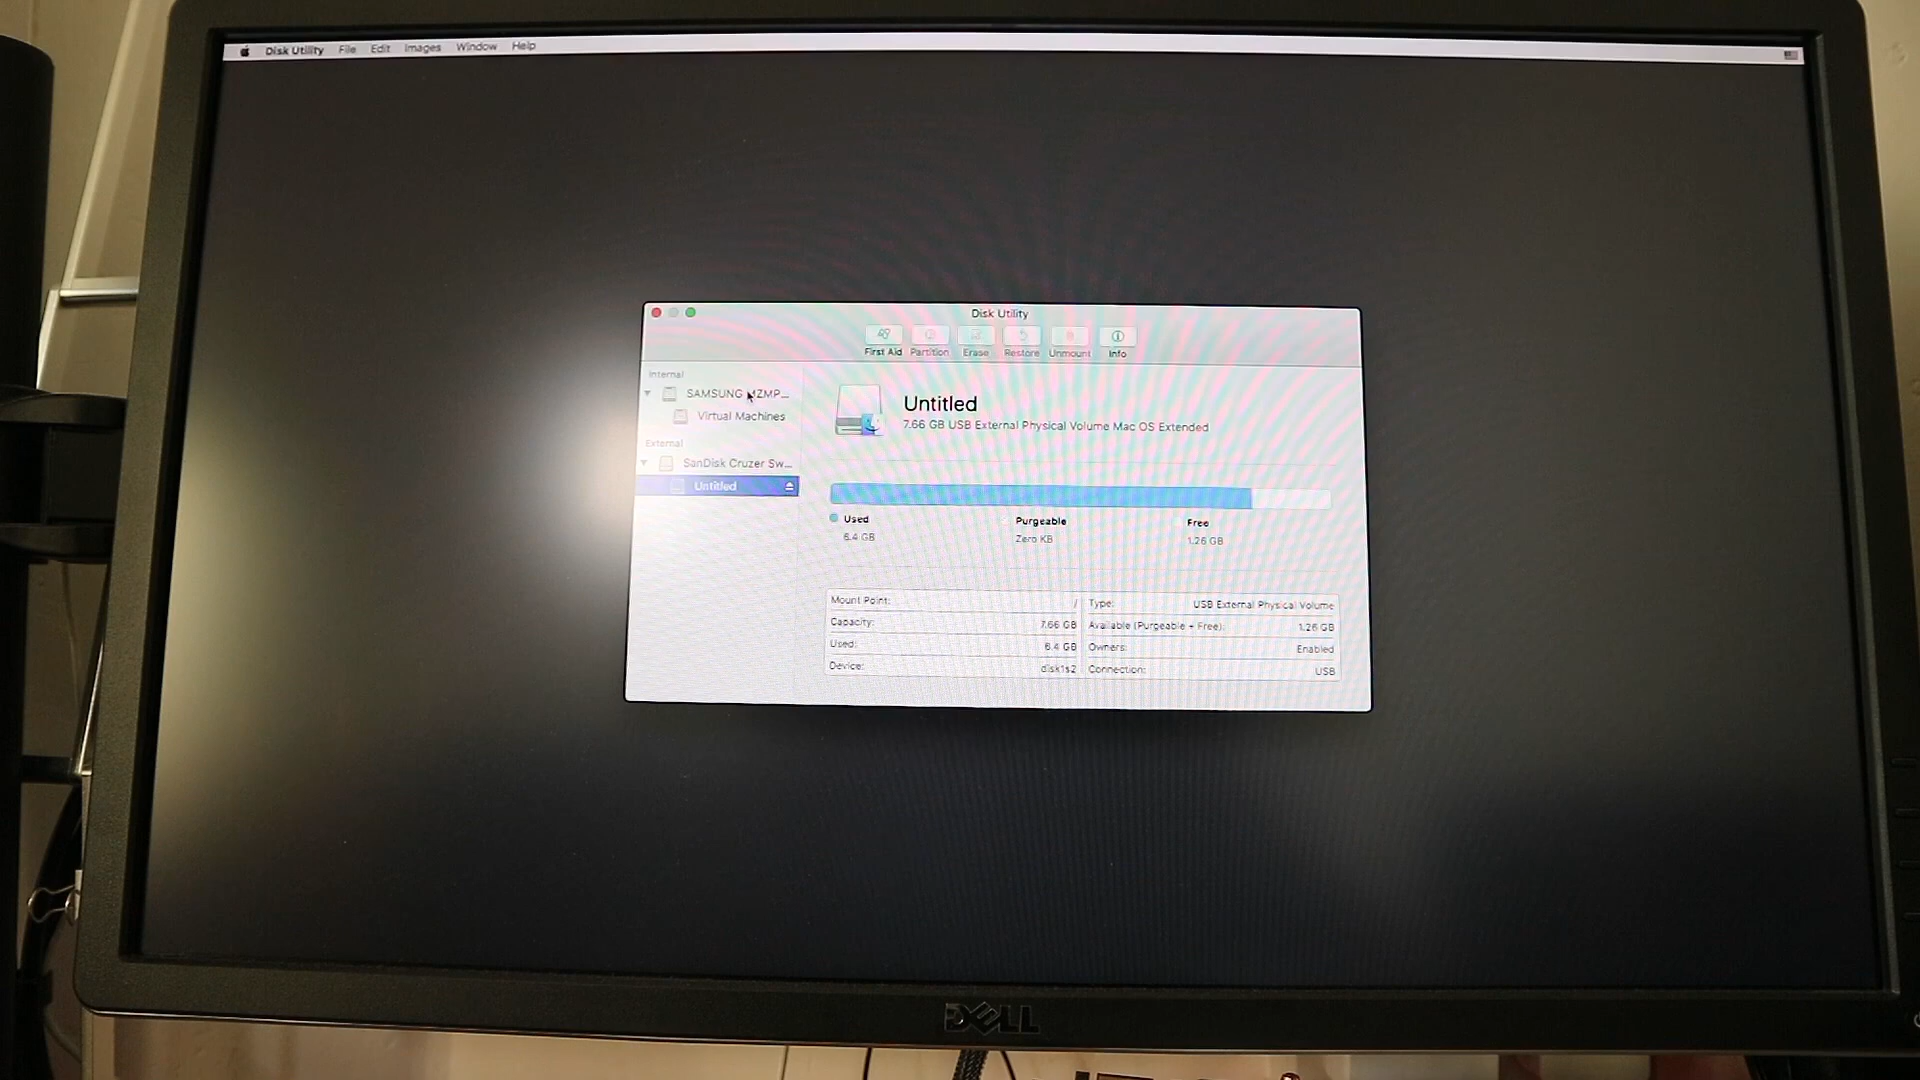 Disk Utility File Edit Images Window Help
Disk Utility
First Aid Partition Erase Restore Unmount Info
Internal
SAMSUNG MZMP...
Virtual Machines
External
SanDisk Cruzer Sw...
Untitled
Untitled
7.66 GB USB External Physical Volume Mac OS Extended
Used Purgeable Free
6.4 GB Zero KB 1.26 GB
Mount Point: / Type: USB External Physical Volume
Capacity: 7.66 GB Available (Purgeable + Free): 1.26 GB
Used: 6.4 GB Owners: Enabled
Device: disk1s2 Connection: USB
DELL